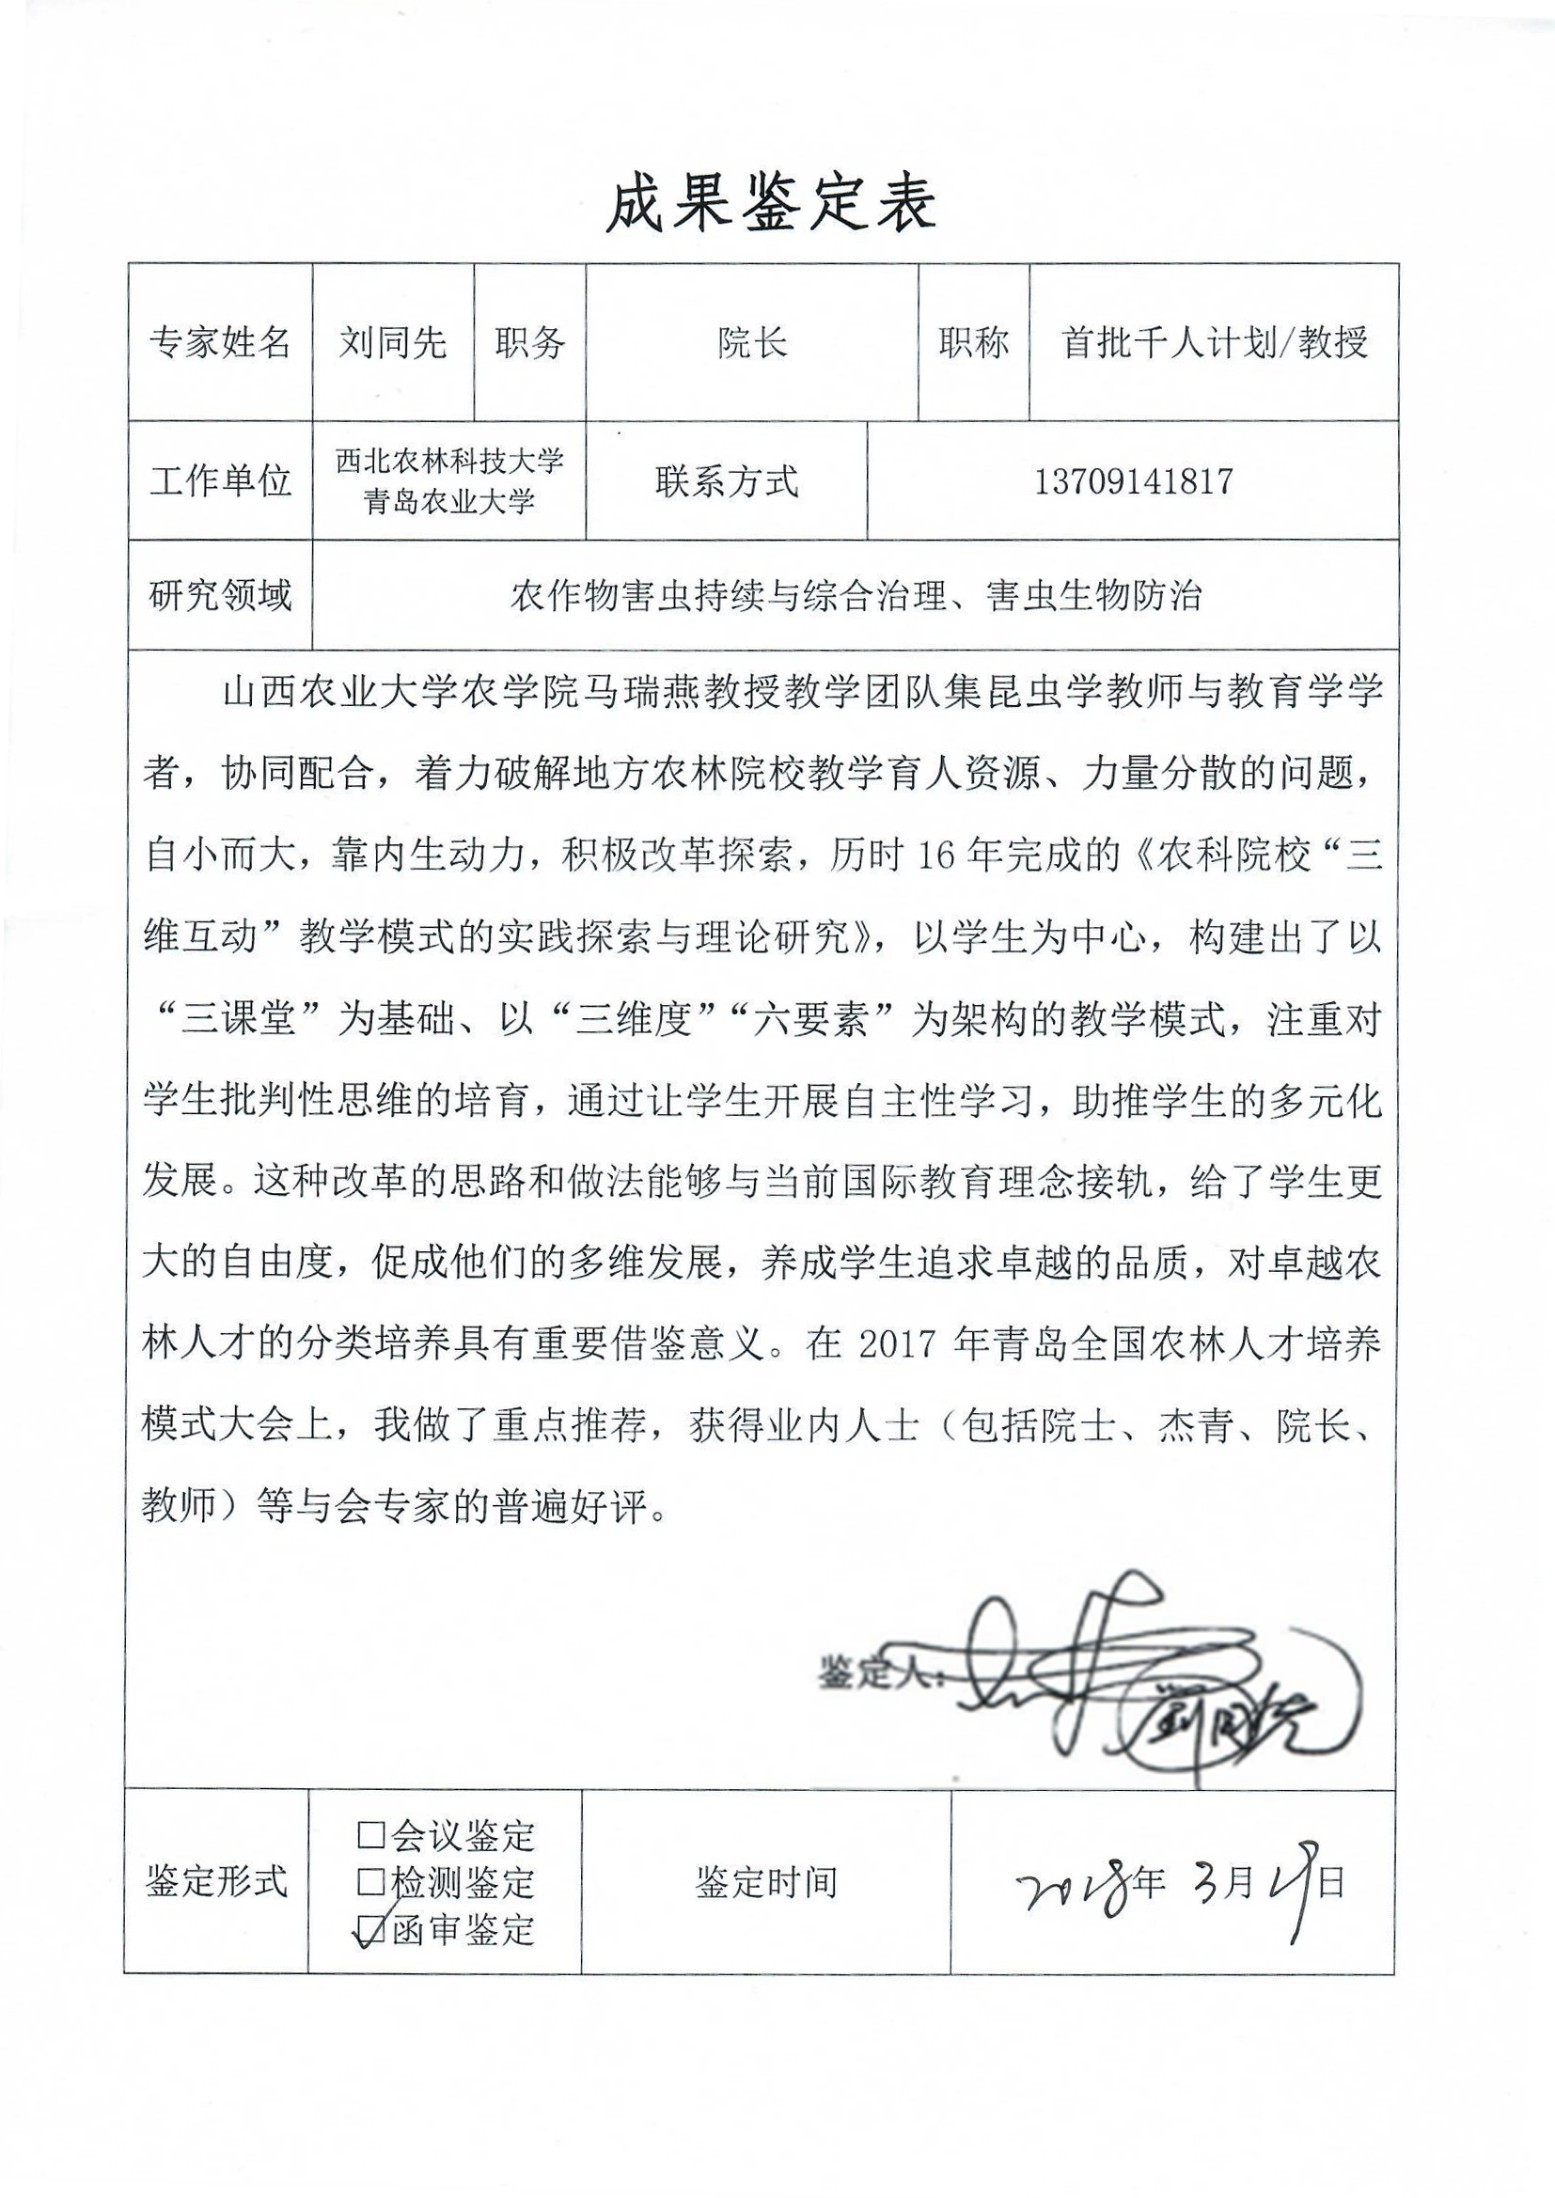 成果鉴定表
专家姓名 刘同先 职务 院长 职称 首批千人计划/教授
工作单位 西北农林科技大学 青岛农业大学 联系方式 13709141817
研究领域 农作物害虫持续与综合治理、害虫生物防治
山西农业大学农学院马瑞燕教授教学团队集昆虫学教师与教育学学
者，协同配合，着力破解地方农林院校教学育人资源、力量分散的问题，
自小而大，靠内生动力，积极改革探索，历时 16 年完成的《农科院校“三
维互动”教学模式的实践探索与理论研究》，以学生为中心，构建出了以
“三课堂”为基础、以“三维度”“六要素”为架构的教学模式，注重对
学生批判性思维的培育，通过让学生开展自主性学习，助推学生的多元化
发展。这种改革的思路和做法能够与当前国际教育理念接轨，给了学生更
大的自由度，促成他们的多维发展，养成学生追求卓越的品质，对卓越农
林人才的分类培养具有重要借鉴意义。在 2017 年青岛全国农林人才培养
模式大会上，我做了重点推荐，获得业内人士（包括院士、杰青、院长、
教师）等与会专家的普遍好评。
鉴定人：
鉴定形式
□会议鉴定
□检测鉴定
□函审鉴定
鉴定时间
2018年 3月19日